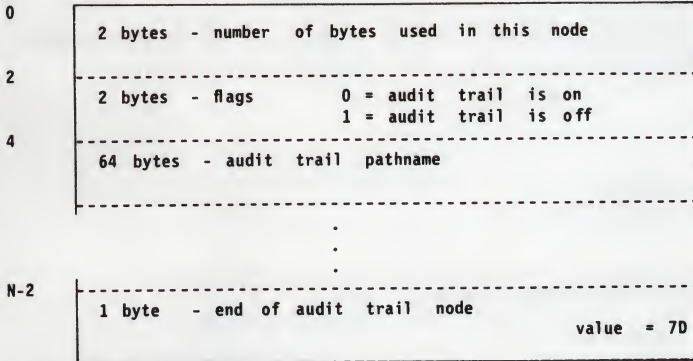 0
2 bytes - number of bytes used in this node
2
2 bytes - flags 0 = audit trail is on
1 = audit trail is off
4
64 bytes - audit trail pathname
.
.
.
N-2
1 byte - end of audit trail node
value = 7D